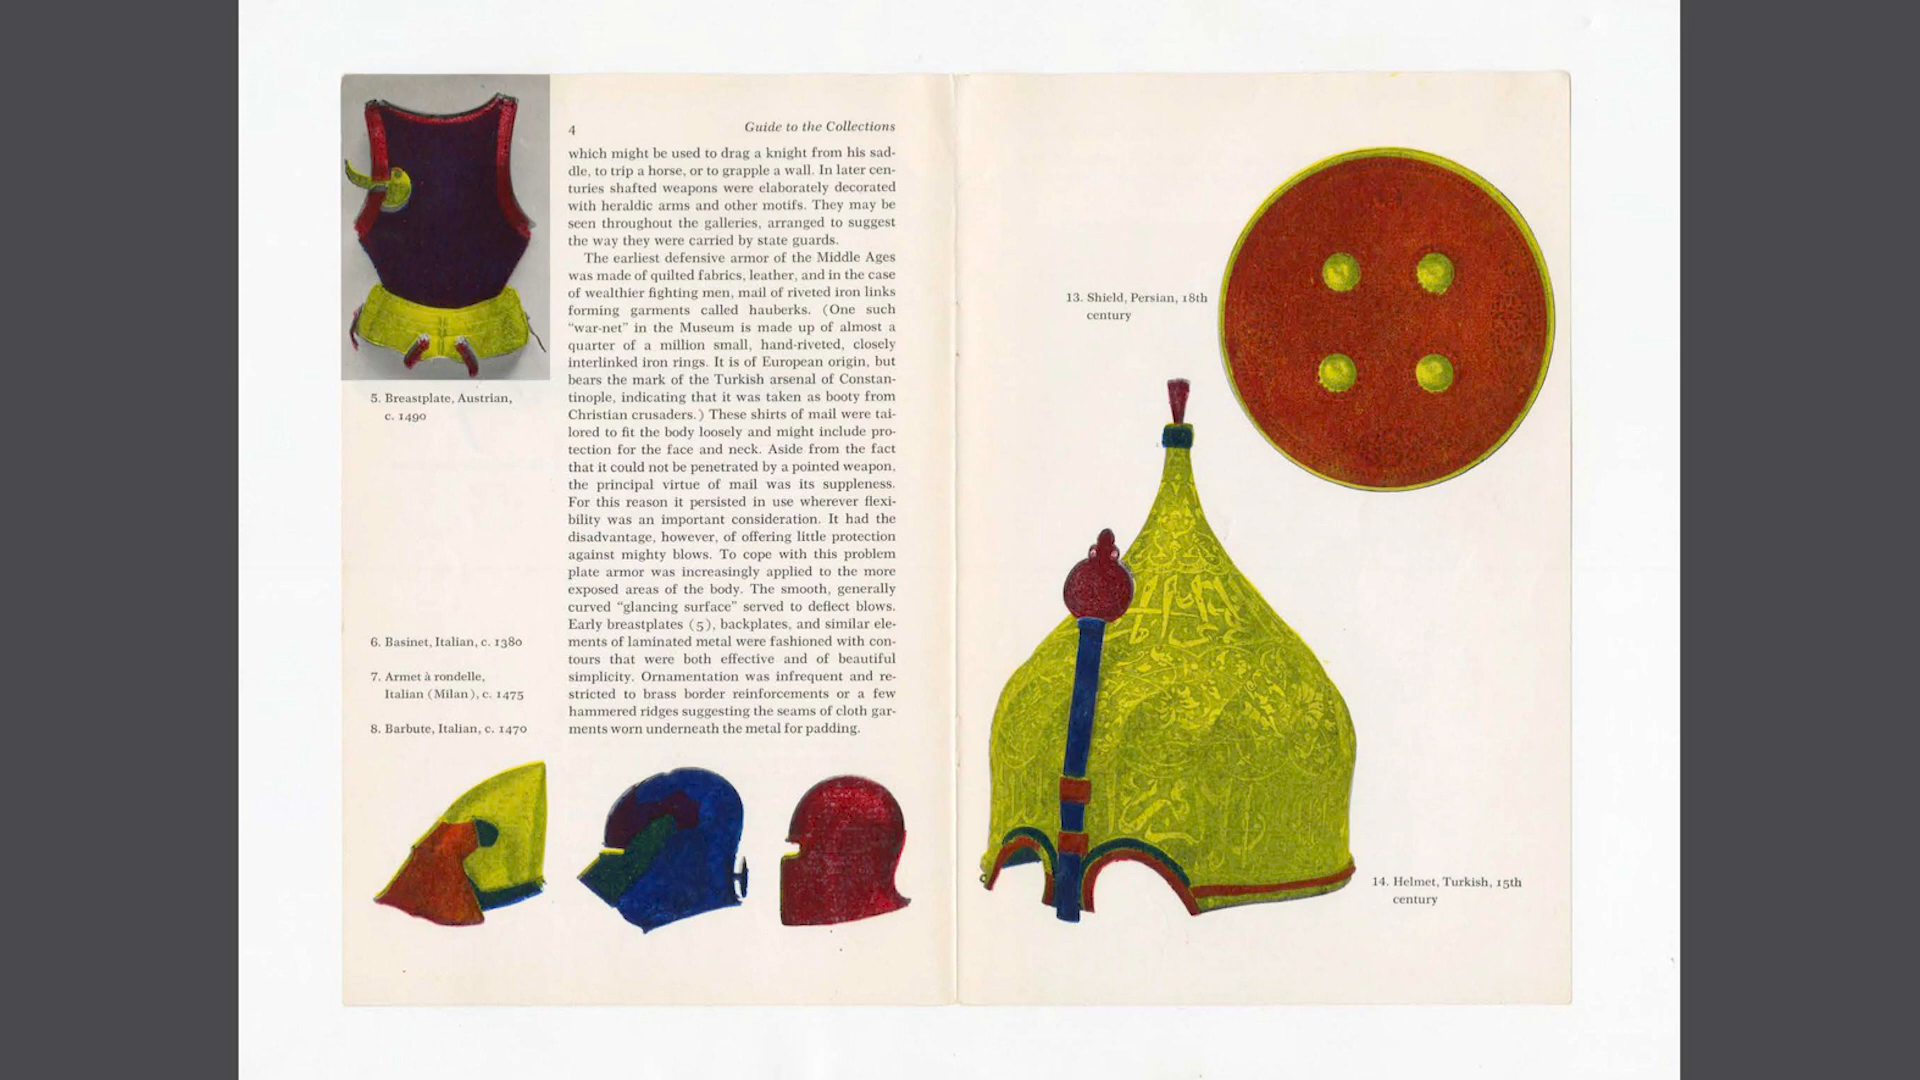 4
Guide to the Collections
which might be used to drag a knight from his sad-
dle, to trip a horse, or to grapple a wall. In later cen-
turies shafted weapons were elaborately decorated
with heraldic arms and other motifs. They may be
seen throughout the galleries, arranged to suggest
the way they were carried by state guards.
The earliest defensive armor of the Middle Ages
was made of quilted fabrics, leather, and in the case
of wealthier fighting men, mail of riveted iron links
forming garments called hauberks. (One such
“war-net” in the Museum is made up of almost a
quarter of a million small, hand-riveted, closely
interlinked iron rings. It is of European origin, but
bears the mark of the Turkish arsenal of Constan-
tinople, indicating that it was taken as booty from
Christian crusaders.) These shirts of mail were tai-
lored to fit the body loosely and might include pro-
tection for the face and neck. Aside from the fact
that it could not be penetrated by a pointed weapon,
the principal virtue of mail was its suppleness.
For this reason it persisted in use wherever flexi-
bility was an important consideration. It had the
disadvantage, however, of offering little protection
against mighty blows. To cope with this problem
plate armor was increasingly applied to the more
exposed areas of the body. The smooth, generally
curved “glancing surface” served to deflect blows.
Early breastplates (5), backplates, and similar ele-
ments of laminated metal were fashioned with con-
tours that were both effective and of beautiful
simplicity. Ornamentation was infrequent and re-
stricted to brass border reinforcements or a few
hammered ridges suggesting the seams of cloth gar-
ments worn underneath the metal for padding.
5. Breastplate, Austrian,
c. 1490
6. Basinet, Italian, c. 1380
7. Armet à rondelle,
Italian (Milan), c. 1475
8. Barbute, Italian, c. 1470
13. Shield, Persian, 18th
century
14. Helmet, Turkish, 15th
century